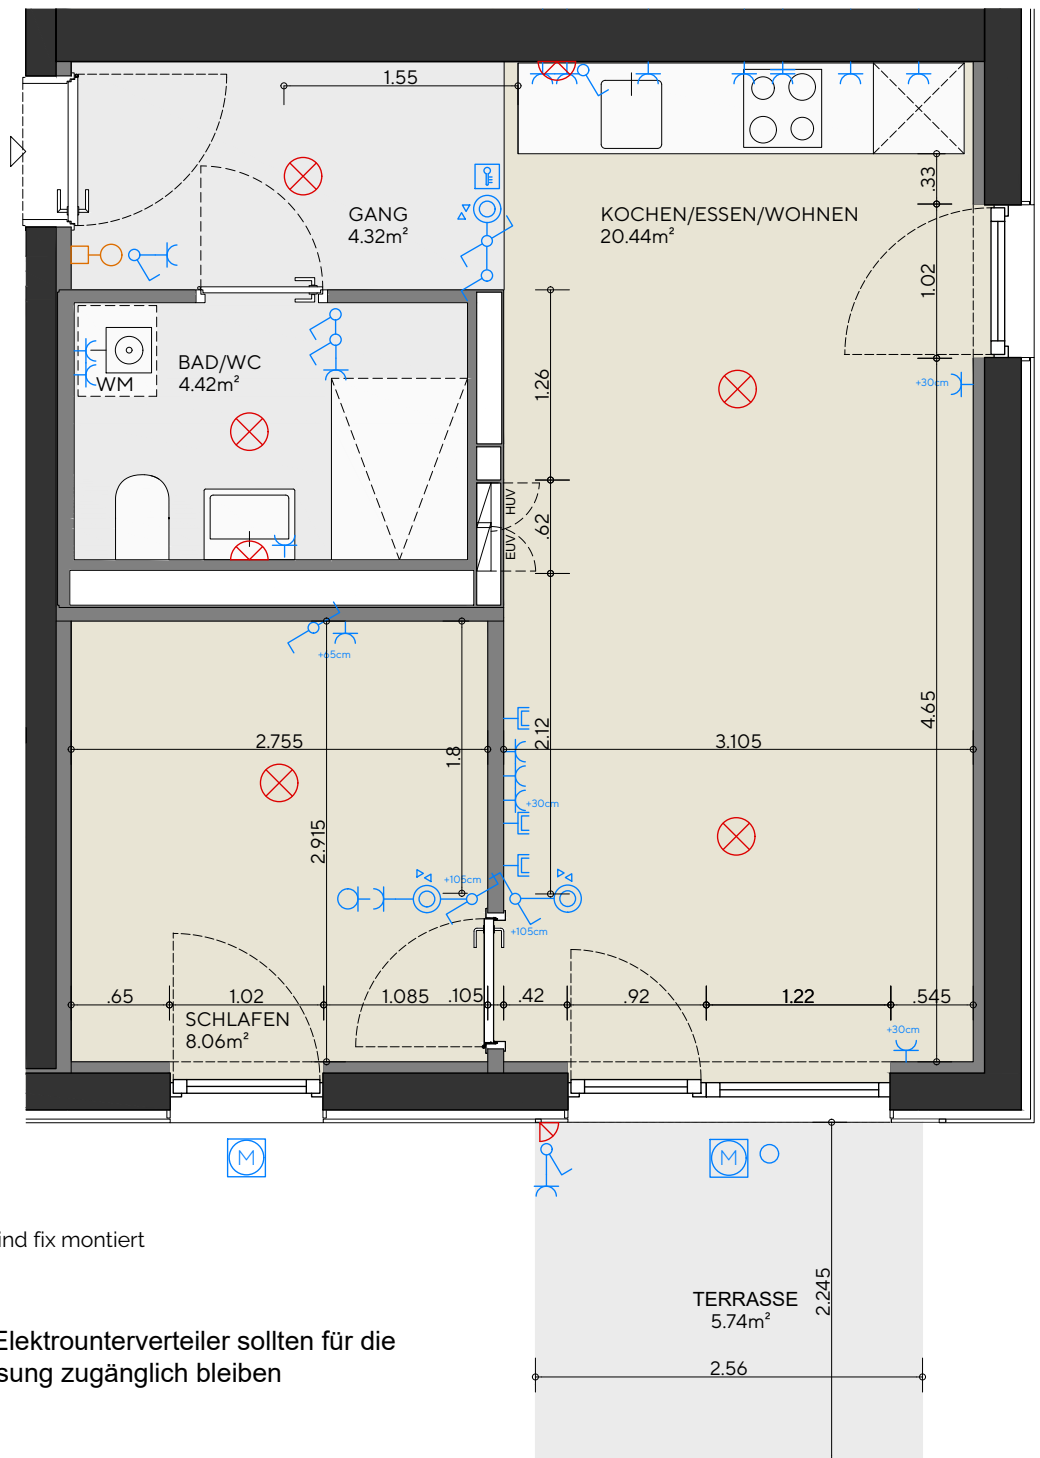 1.55
GANG
4.32m²
KOCHEN/ESSEN/WOHNEN
20.44m²
.33
1.02
+30cm
BAD/WC
4.42m²
WM
1.26
HUV
EUV
.62
+65cm
2.755
1.8
2.12
3.105
4.65
+30cm
2.915
+105cm
+105cm
.65
1.02
1.085
.105
.42
.92
1.22
.545
SCHLAFEN
8.06m²
+30cm
M
M
ind fix montiert
TERRASSE
5.74m²
2.245
Elektrounterverteiler sollten für die
sung zugänglich bleiben
2.56